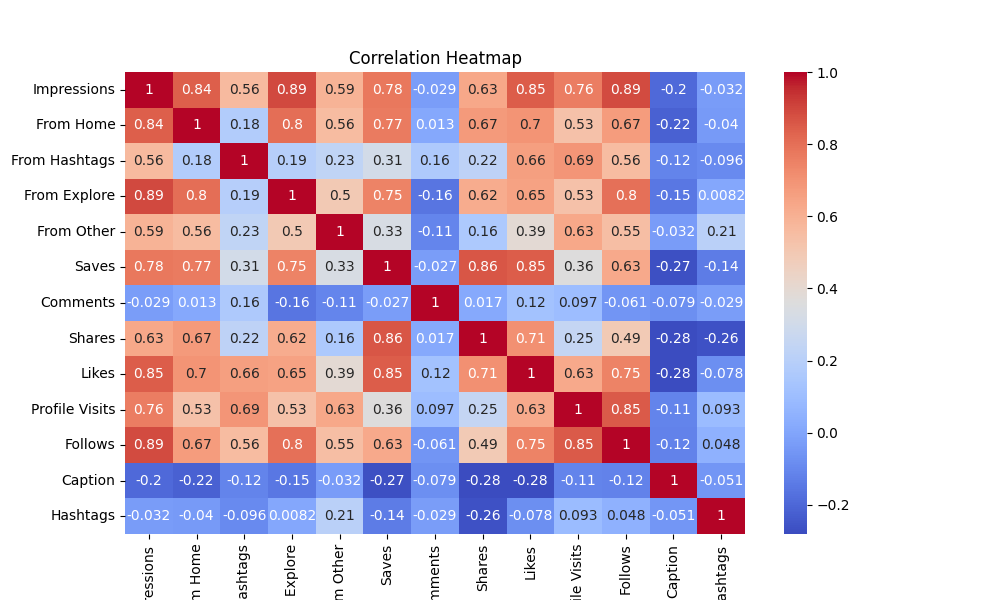 Correlation Heatmap
Impressions 1 0.84 0.56 0.89 0.59 0.78 -0.029 0.63 0.85 0.76 0.89 -0.2 -0.032
From Home 0.84 1 0.18 0.8 0.56 0.77 0.013 0.67 0.7 0.53 0.67 -0.22 -0.04
From Hashtags 0.56 0.18 1 0.19 0.23 0.31 0.16 0.22 0.66 0.69 0.56 -0.12 -0.096
From Explore 0.89 0.8 0.19 1 0.5 0.75 -0.16 0.62 0.65 0.53 0.8 -0.15 0.0082
From Other 0.59 0.56 0.23 0.5 1 0.33 -0.11 0.16 0.39 0.63 0.55 -0.032 0.21
Saves 0.78 0.77 0.31 0.75 0.33 1 -0.027 0.86 0.85 0.36 0.63 -0.27 -0.14
Comments -0.029 0.013 0.16 -0.16 -0.11 -0.027 1 0.017 0.12 0.097 -0.061 -0.079 -0.029
Shares 0.63 0.67 0.22 0.62 0.16 0.86 0.017 1 0.71 0.25 0.49 -0.28 -0.26
Likes 0.85 0.7 0.66 0.65 0.39 0.85 0.12 0.71 1 0.63 0.75 -0.28 -0.078
Profile Visits 0.76 0.53 0.69 0.53 0.63 0.36 0.097 0.25 0.63 1 0.85 -0.11 0.093
Follows 0.89 0.67 0.56 0.8 0.55 0.63 -0.061 0.49 0.75 0.85 1 -0.12 0.048
Caption -0.2 -0.22 -0.12 -0.15 -0.032 -0.27 -0.079 -0.28 -0.28 -0.11 -0.12 1 -0.051
Hashtags -0.032 -0.04 -0.096 0.0082 0.21 -0.14 -0.029 -0.26 -0.078 0.093 0.048 -0.051 1
ressions
m Home
ashtags
Explore
m Other
Saves
mments
Shares
Likes
ile Visits
Follows
Caption
ashtags
1.0
0.8
0.6
0.4
0.2
0.0
−0.2